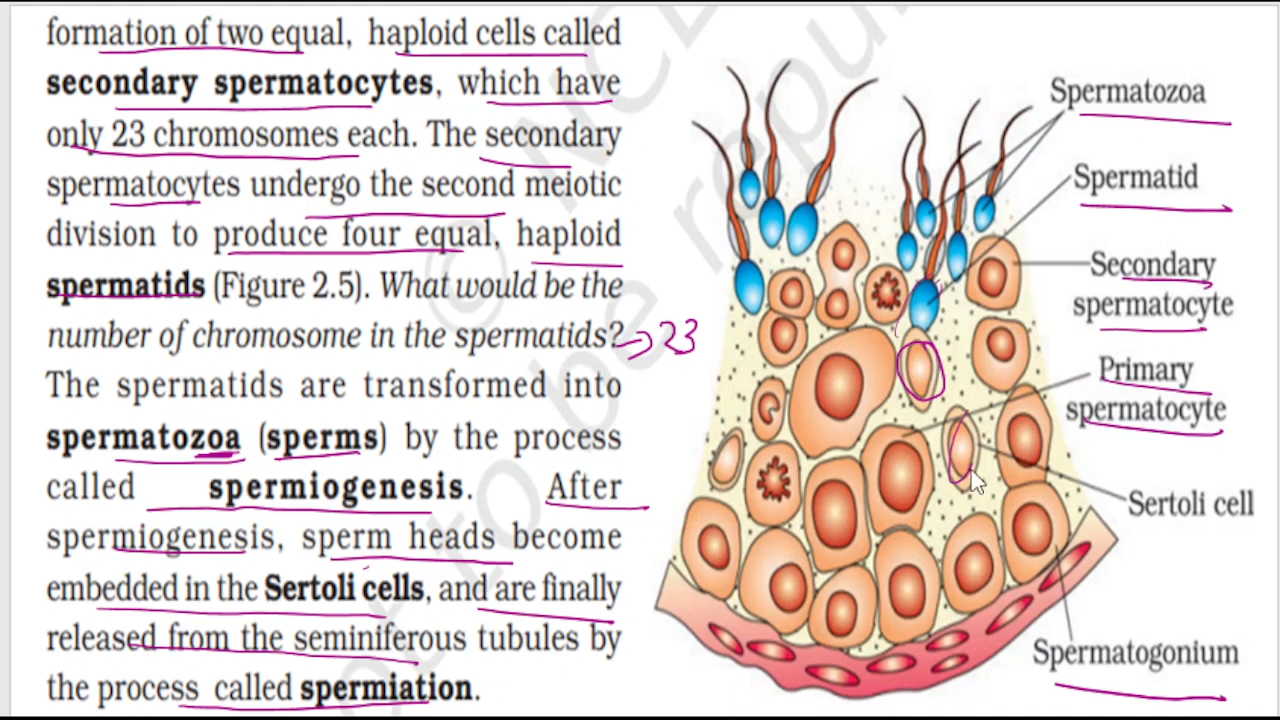 formation of two equal, haploid cells called
secondary spermatocytes, which have
only 23 chromosomes each. The secondary
spermatocytes undergo the second meiotic
division to produce four equal, haploid
spermatids (Figure 2.5). What would be the
number of chromosome in the spermatids? → 23
The spermatids are transformed into
spermatozoa (sperms) by the process
called spermiogenesis. After
spermiogenesis, sperm heads become
embedded in the Sertoli cells, and are finally
released from the seminiferous tubules by
the process called spermiation.
Spermatozoa
Spermatid
Secondary
spermatocyte
Primary
spermatocyte
Sertoli cell
Spermatogonium